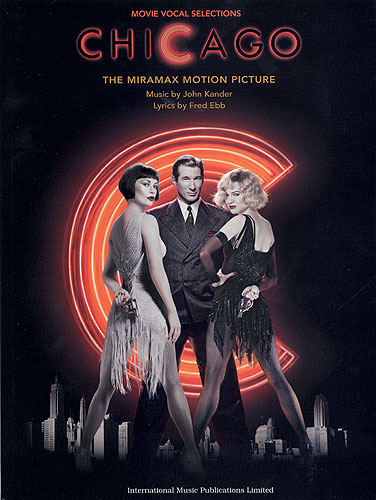 MOVIE VOCAL SELECTIONS
CHICAGO
THE MIRAMAX MOTION PICTURE
Music by John Kander
Lyrics by Fred Ebb
International Music Publications Limited